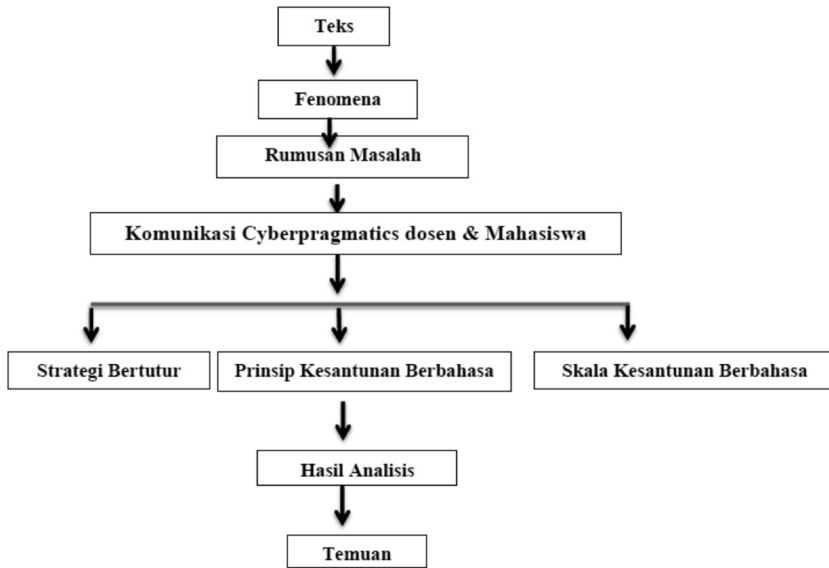 Teks
Fenomena
Rumusan Masalah
Komunikasi Cyberpragmatics dosen & Mahasiswa
Strategi Bertutur
Prinsip Kesantunan Berbahasa
Skala Kesantunan Berbahasa
Hasil Analisis
Temuan